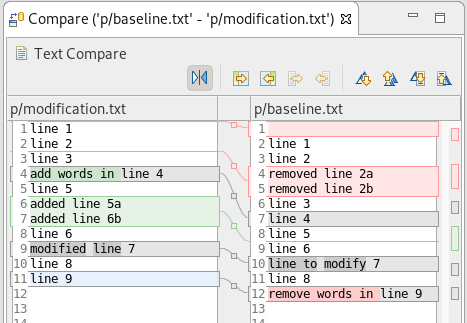 Compare ('p/baseline.txt' - 'p/modification.txt')
Text Compare
p/modification.txt
1 line 1
2 line 2
3 line 3
4 add words in line 4
5 line 5
6 added line 5a
7 added line 6b
8 line 6
9 modified line 7
10 line 8
11 line 9
12
13
p/baseline.txt
1
2 line 1
3 line 2
4 removed line 2a
5 removed line 2b
6 line 3
7 line 4
8 line 5
9 line 6
10 line to modify 7
11 line 8
12 remove words in line 9
13
14